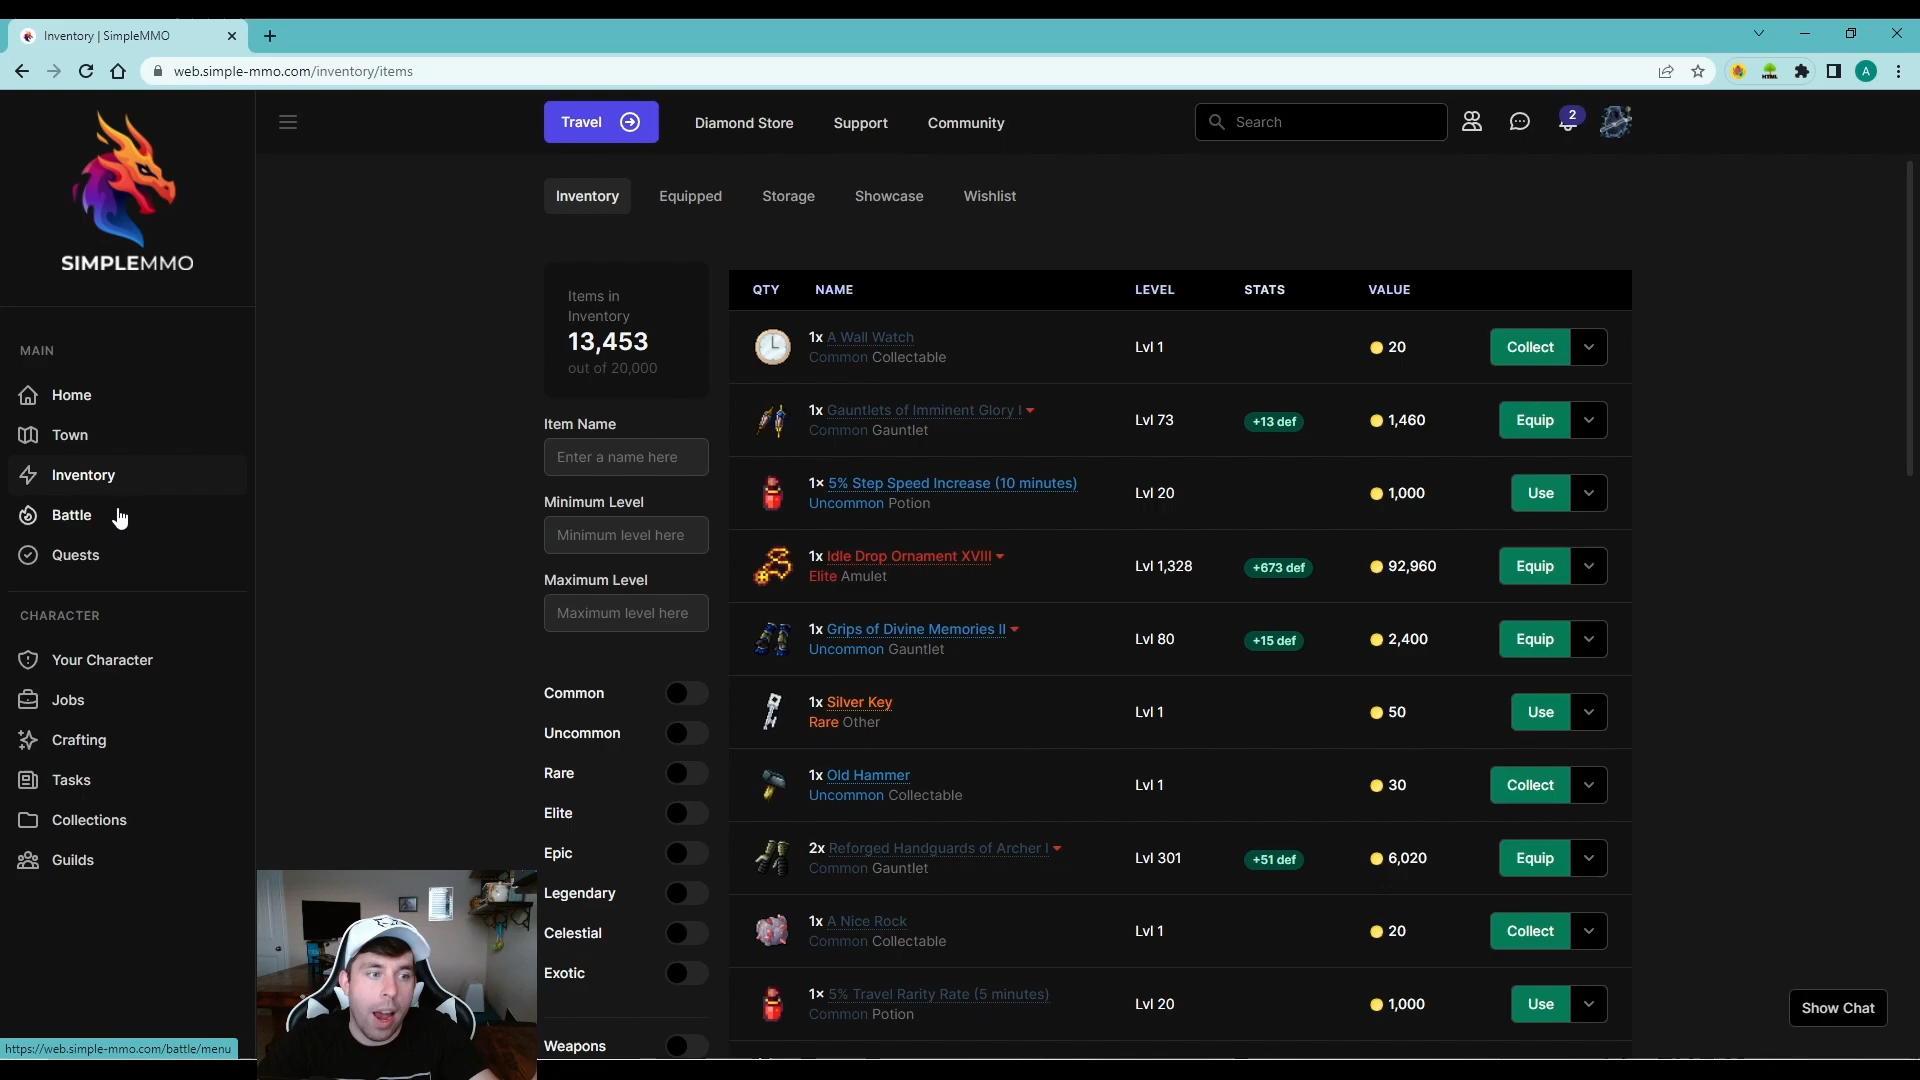 Inventory | SimpleMMO
web.simple-mmo.com/inventory/items
A
SIMPLEMMO
Travel
Diamond Store
Support
Community
Search
2
Inventory
Equipped
Storage
Showcase
Wishlist
MAIN
Home
Town
Inventory
Battle
Quests
CHARACTER
Your Character
Jobs
Crafting
Tasks
Collections
Guilds
Items in
Inventory
13,453
out of 20,000
Item Name
Enter a name here
Minimum Level
Minimum level here
Maximum Level
Maximum level here
Common
Uncommon
Rare
Elite
Epic
Legendary
Celestial
Exotic
Weapons
QTY NAME LEVEL STATS VALUE
1x A Wall Watch
Common Collectable
Lvl 1
20
Collect
1x Gauntlets of Imminent Glory I
Common Gauntlet
Lvl 73
+13 def
1,460
Equip
1x 5% Step Speed Increase (10 minutes)
Uncommon Potion
Lvl 20
1,000
Use
1x Idle Drop Ornament XVIII
Elite Amulet
Lvl 1,328
+673 def
92,960
Equip
1x Grips of Divine Memories II
Uncommon Gauntlet
Lvl 80
+15 def
2,400
Equip
1x Silver Key
Rare Other
Lvl 1
50
Use
1x Old Hammer
Uncommon Collectable
Lvl 1
30
Collect
2x Reforged Handguards of Archer I
Common Gauntlet
Lvl 301
+51 def
6,020
Equip
1x A Nice Rock
Common Collectable
Lvl 1
20
Collect
1x 5% Travel Rarity Rate (5 minutes)
Common Potion
Lvl 20
1,000
Use
Show Chat
https://web.simple-mmo.com/battle/menu